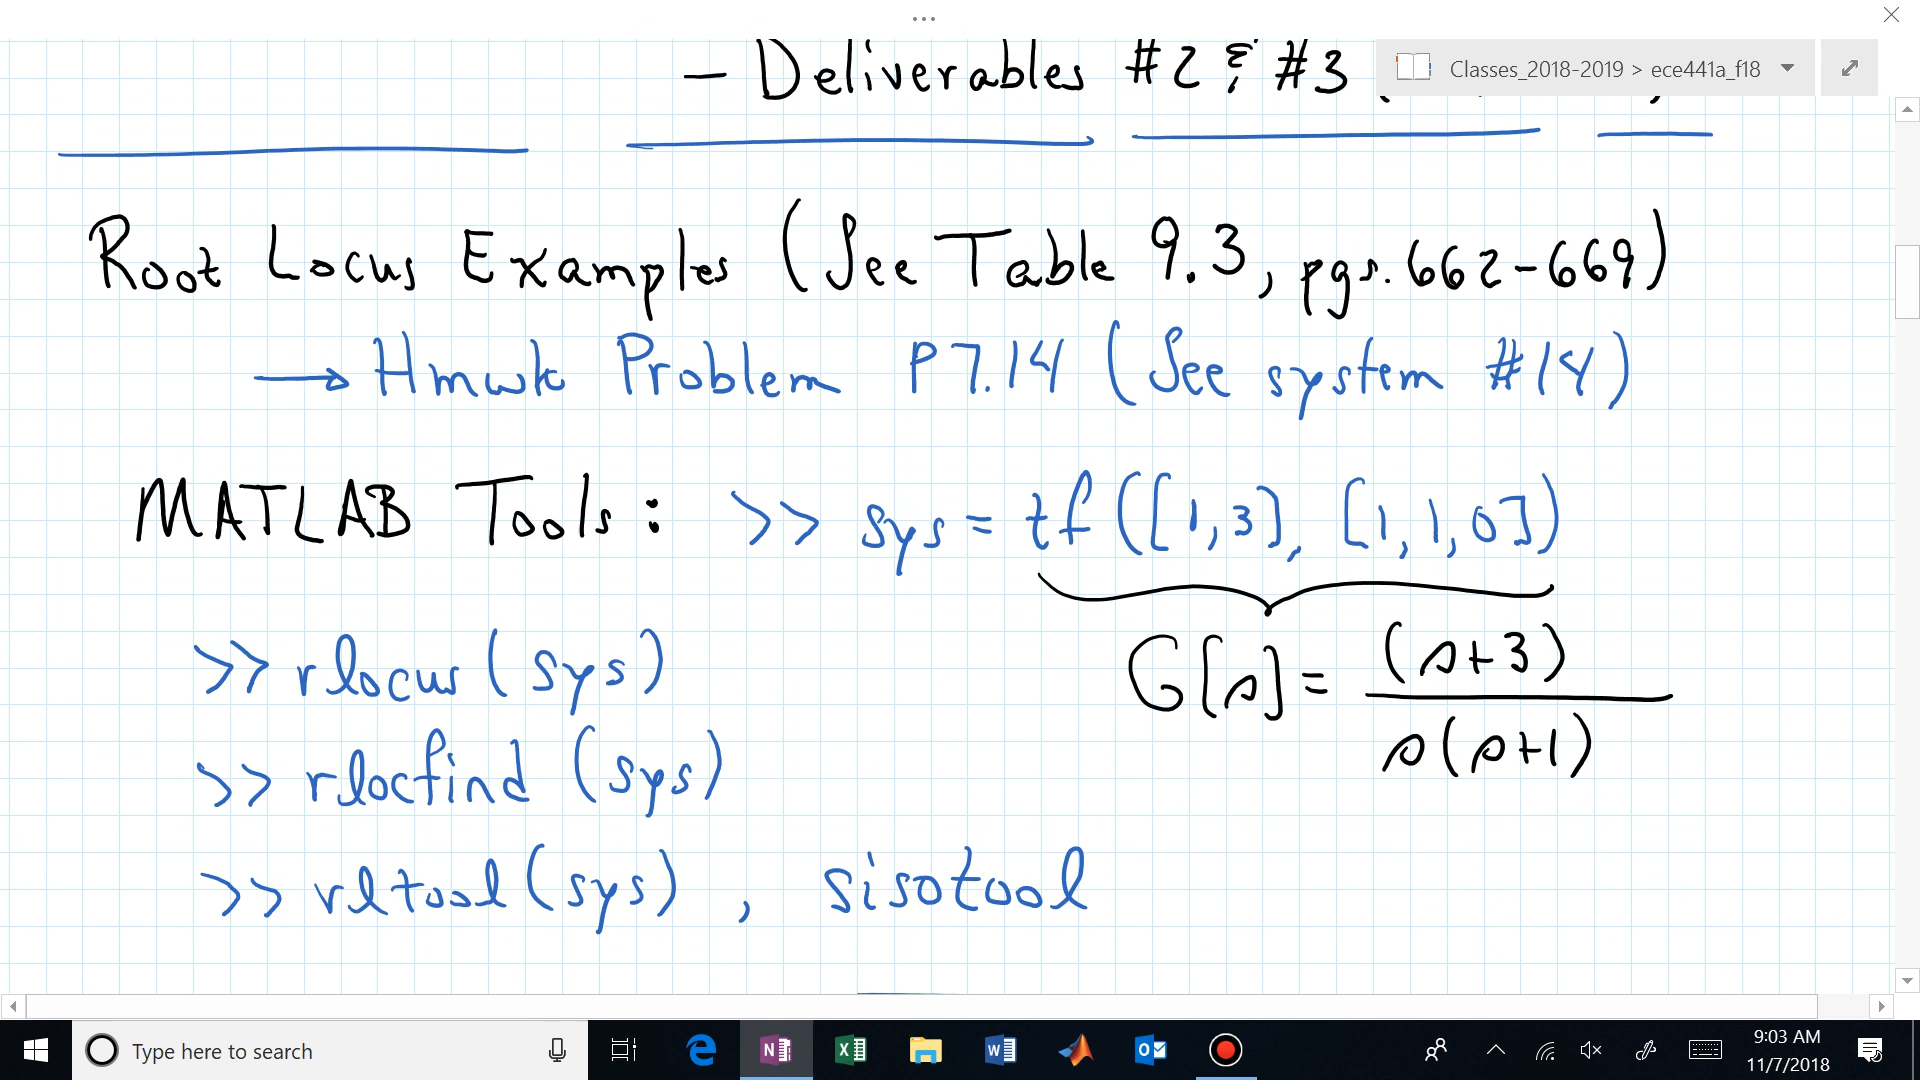 - Deliverables #2 & #3
Classes_2018-2019 > ece441a_f18
Root Locus Examples (See Table 9.3, pgs. 662-669)
→ Hmwk Problem P7.14 (See system #14)
MATLAB Tools: >> sys = tf([1,3], [1,1,0])
G[s] = (s+3)
s(s+1)
>> rlocus(sys)
>> rlocfind (sys)
>> rltool(sys) , sisotool
Type here to search
9:03 AM
11/7/2018